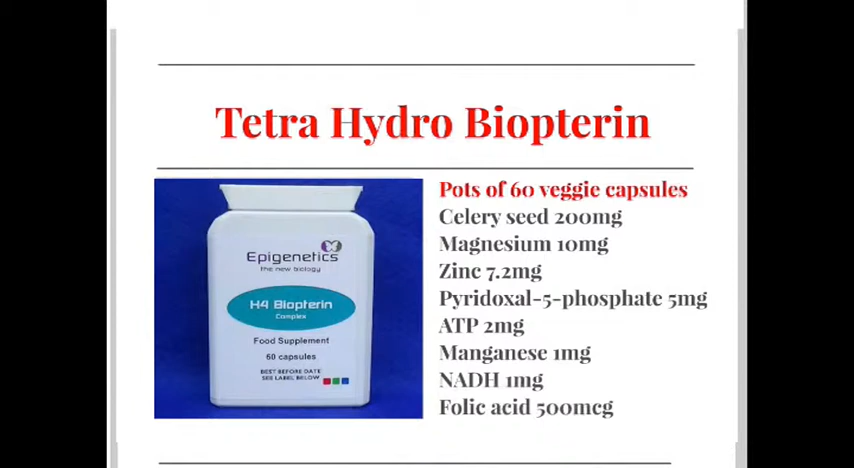 Tetra Hydro Biopterin
Pots of 60 veggie capsules
Celery seed 200mg
Magnesium 10mg
Zinc 7.2mg
Pyridoxal-5-phosphate 5mg
ATP 2mg
Manganese 1mg
NADH 1mg
Folic acid 500mcg
Epigenetics
the new biology
H4 Biopterin
Complex
Food Supplement
60 capsules
BEST BEFORE DATE
SEE LABEL BELOW